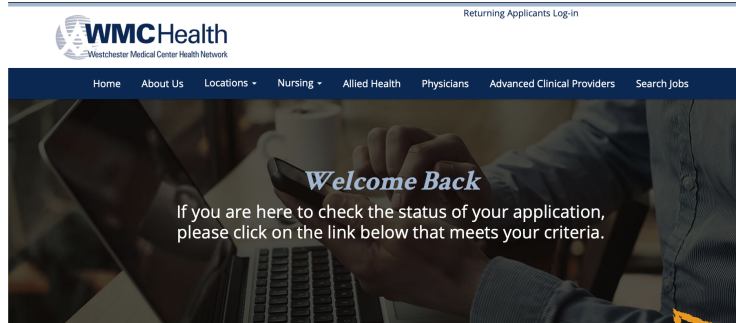 Returning Applicants Log-in
WMCHealth
Westchester Medical Center Health Network
Home About Us Locations Nursing Allied Health Physicians Advanced Clinical Providers Search Jobs
Welcome Back
If you are here to check the status of your application,
please click on the link below that meets your criteria.